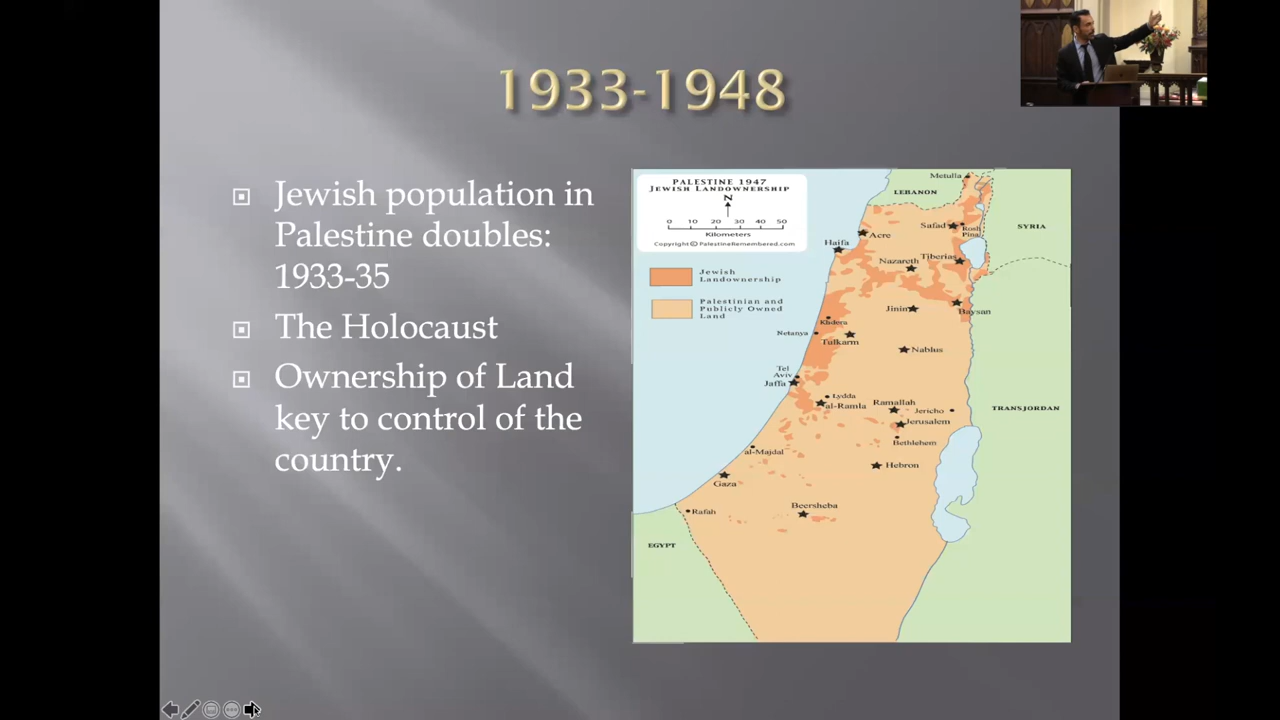 1933-1948
Jewish population in
Palestine doubles:
1933-35
The Holocaust
Ownership of Land
key to control of the
country.
PALESTINE 1947
JEWISH LANDOWNERSHIP
N
0 10 20 30 40 50
Kilometers
Copyright © PalestineRemembered.com
Jewish
Landownership
Palestinian and
Publicly Owned
Land
Metulla
LEBANON
SYRIA
Safad
Rosh
Pina
Acre
Haifa
Tiberias
Nazareth
Jinin
Baysan
Khdera
Netanya
Tulkarm
Nablus
Tel
Aviv
Jaffa
Lydda
al-Ramla
Ramallah
Jericho
TRANSJORDAN
Jerusalem
Bethlehem
al-Majdal
Hebron
Gaza
Beersheba
Rafah
EGYPT